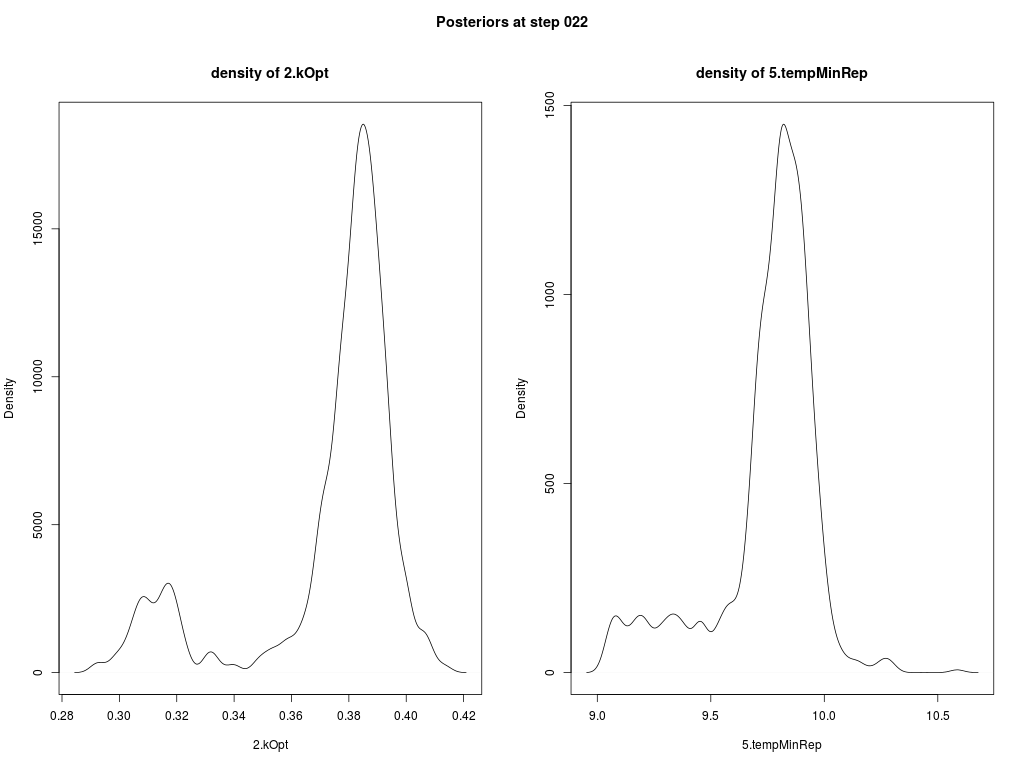 Posteriors at step 022
density of 2.kOpt
Density
0 5000 10000 15000
0.28 0.30 0.32 0.34 0.36 0.38 0.40 0.42
2.kOpt
density of 5.tempMinRep
Density
0 500 1000 1500
9.0 9.5 10.0 10.5
5.tempMinRep